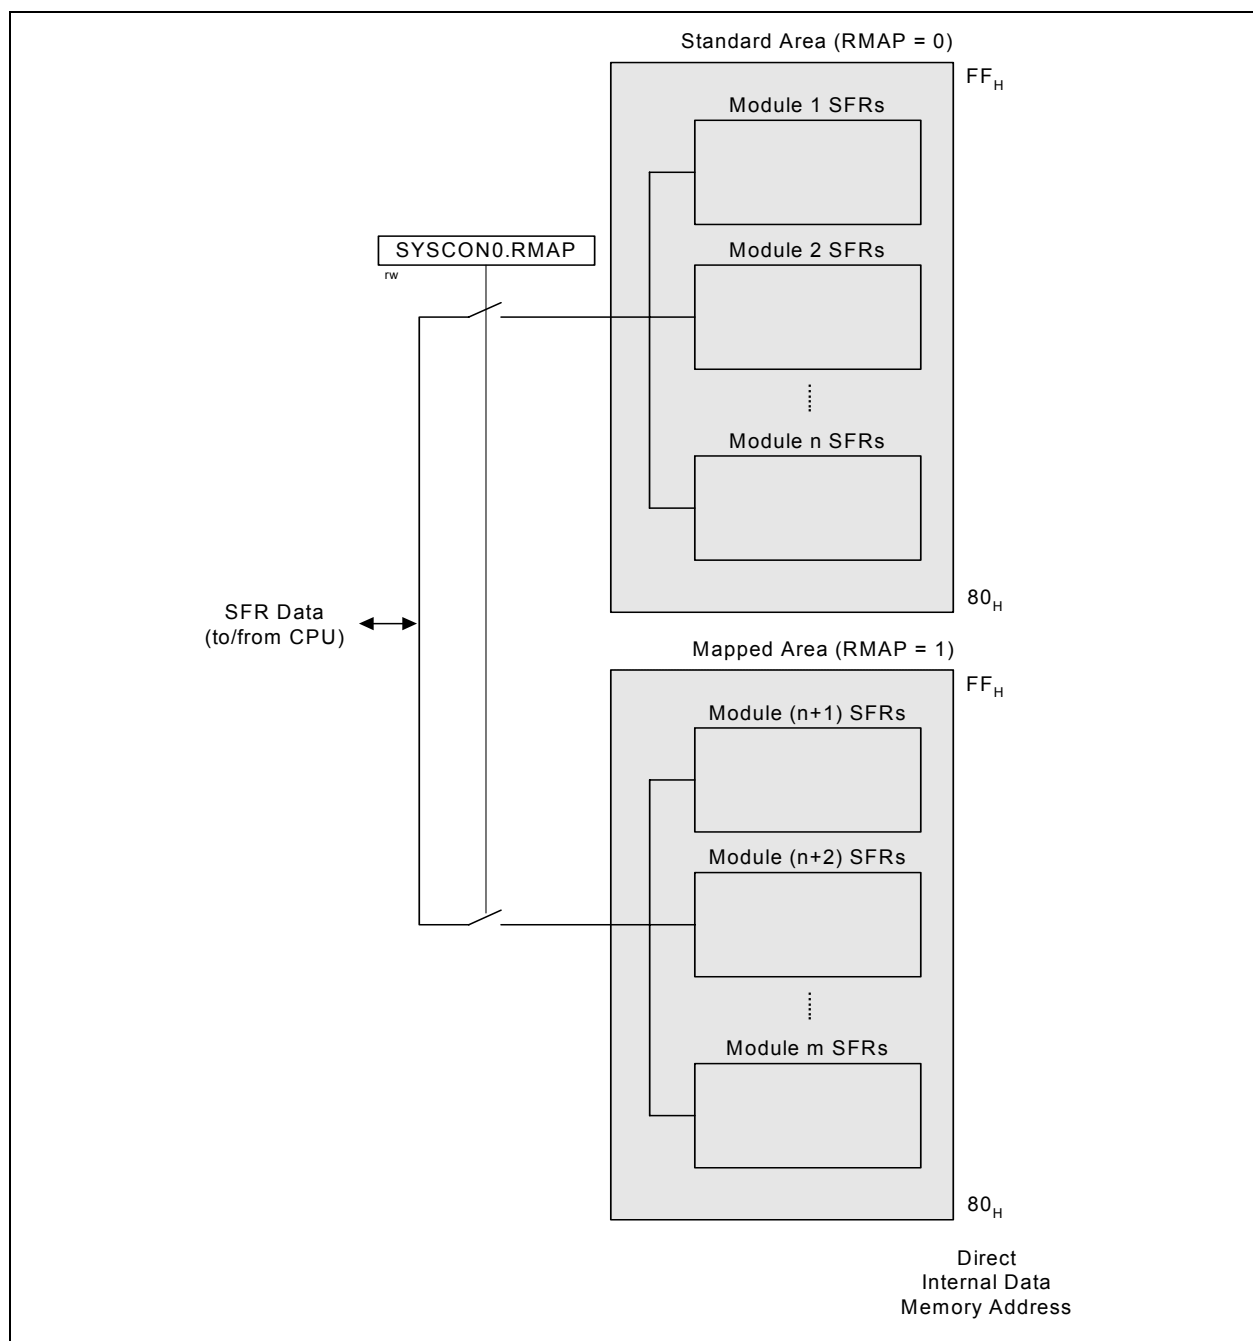 Standard Area (RMAP = 0)
FFH
Module 1 SFRs
SYSCON0.RMAP
rw
Module 2 SFRs
Module n SFRs
80H
SFR Data
(to/from CPU)
Mapped Area (RMAP = 1)
FFH
Module (n+1) SFRs
Module (n+2) SFRs
Module m SFRs
80H
Direct
Internal Data
Memory Address